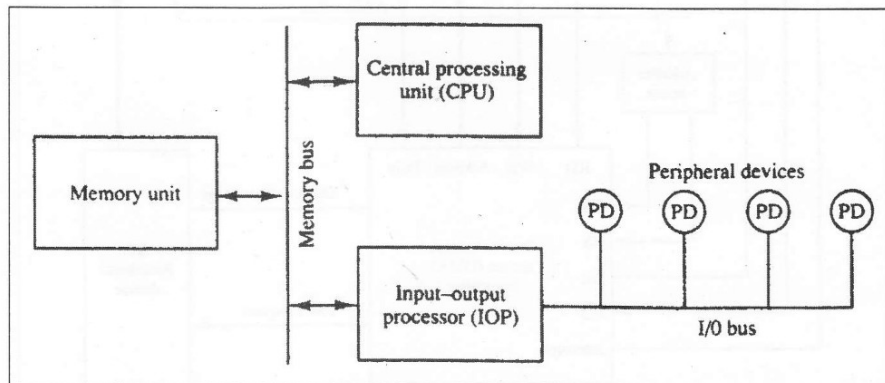 Central processing
unit (CPU)
Memory unit
Memory bus
Peripheral devices
PD PD PD PD
Input–output
processor (IOP)
I/0 bus